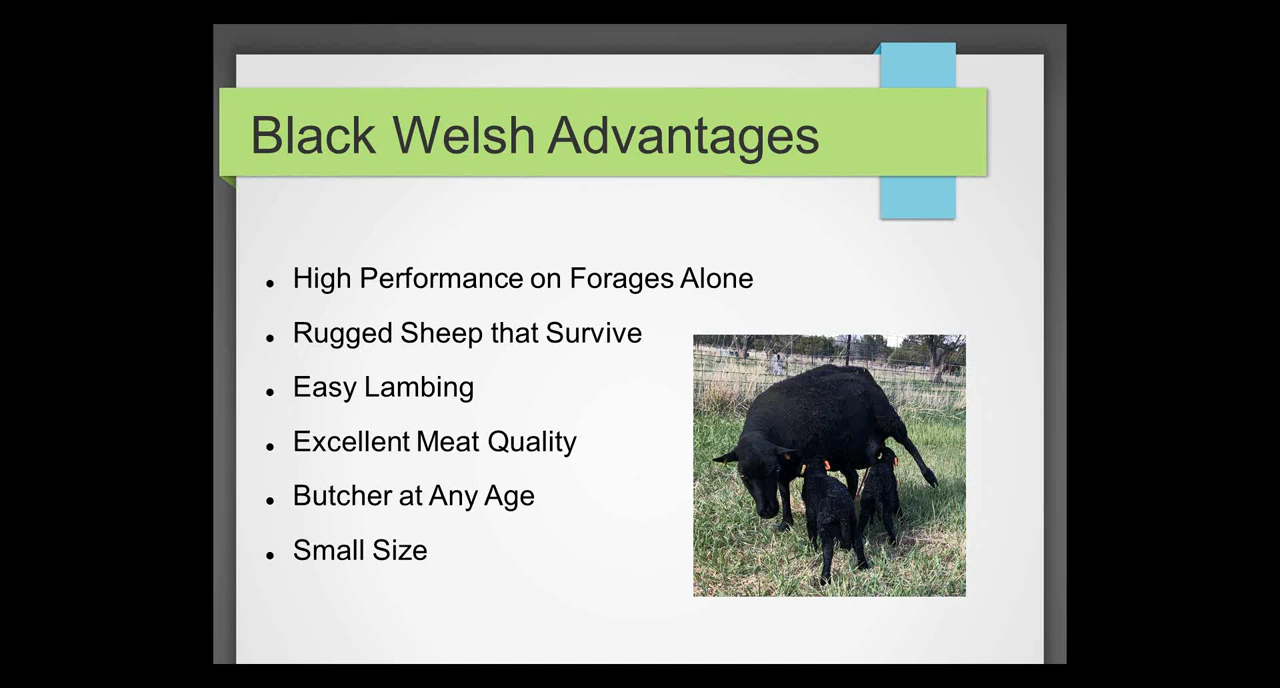 Black Welsh Advantages
High Performance on Forages Alone
Rugged Sheep that Survive
Easy Lambing
Excellent Meat Quality
Butcher at Any Age
Small Size